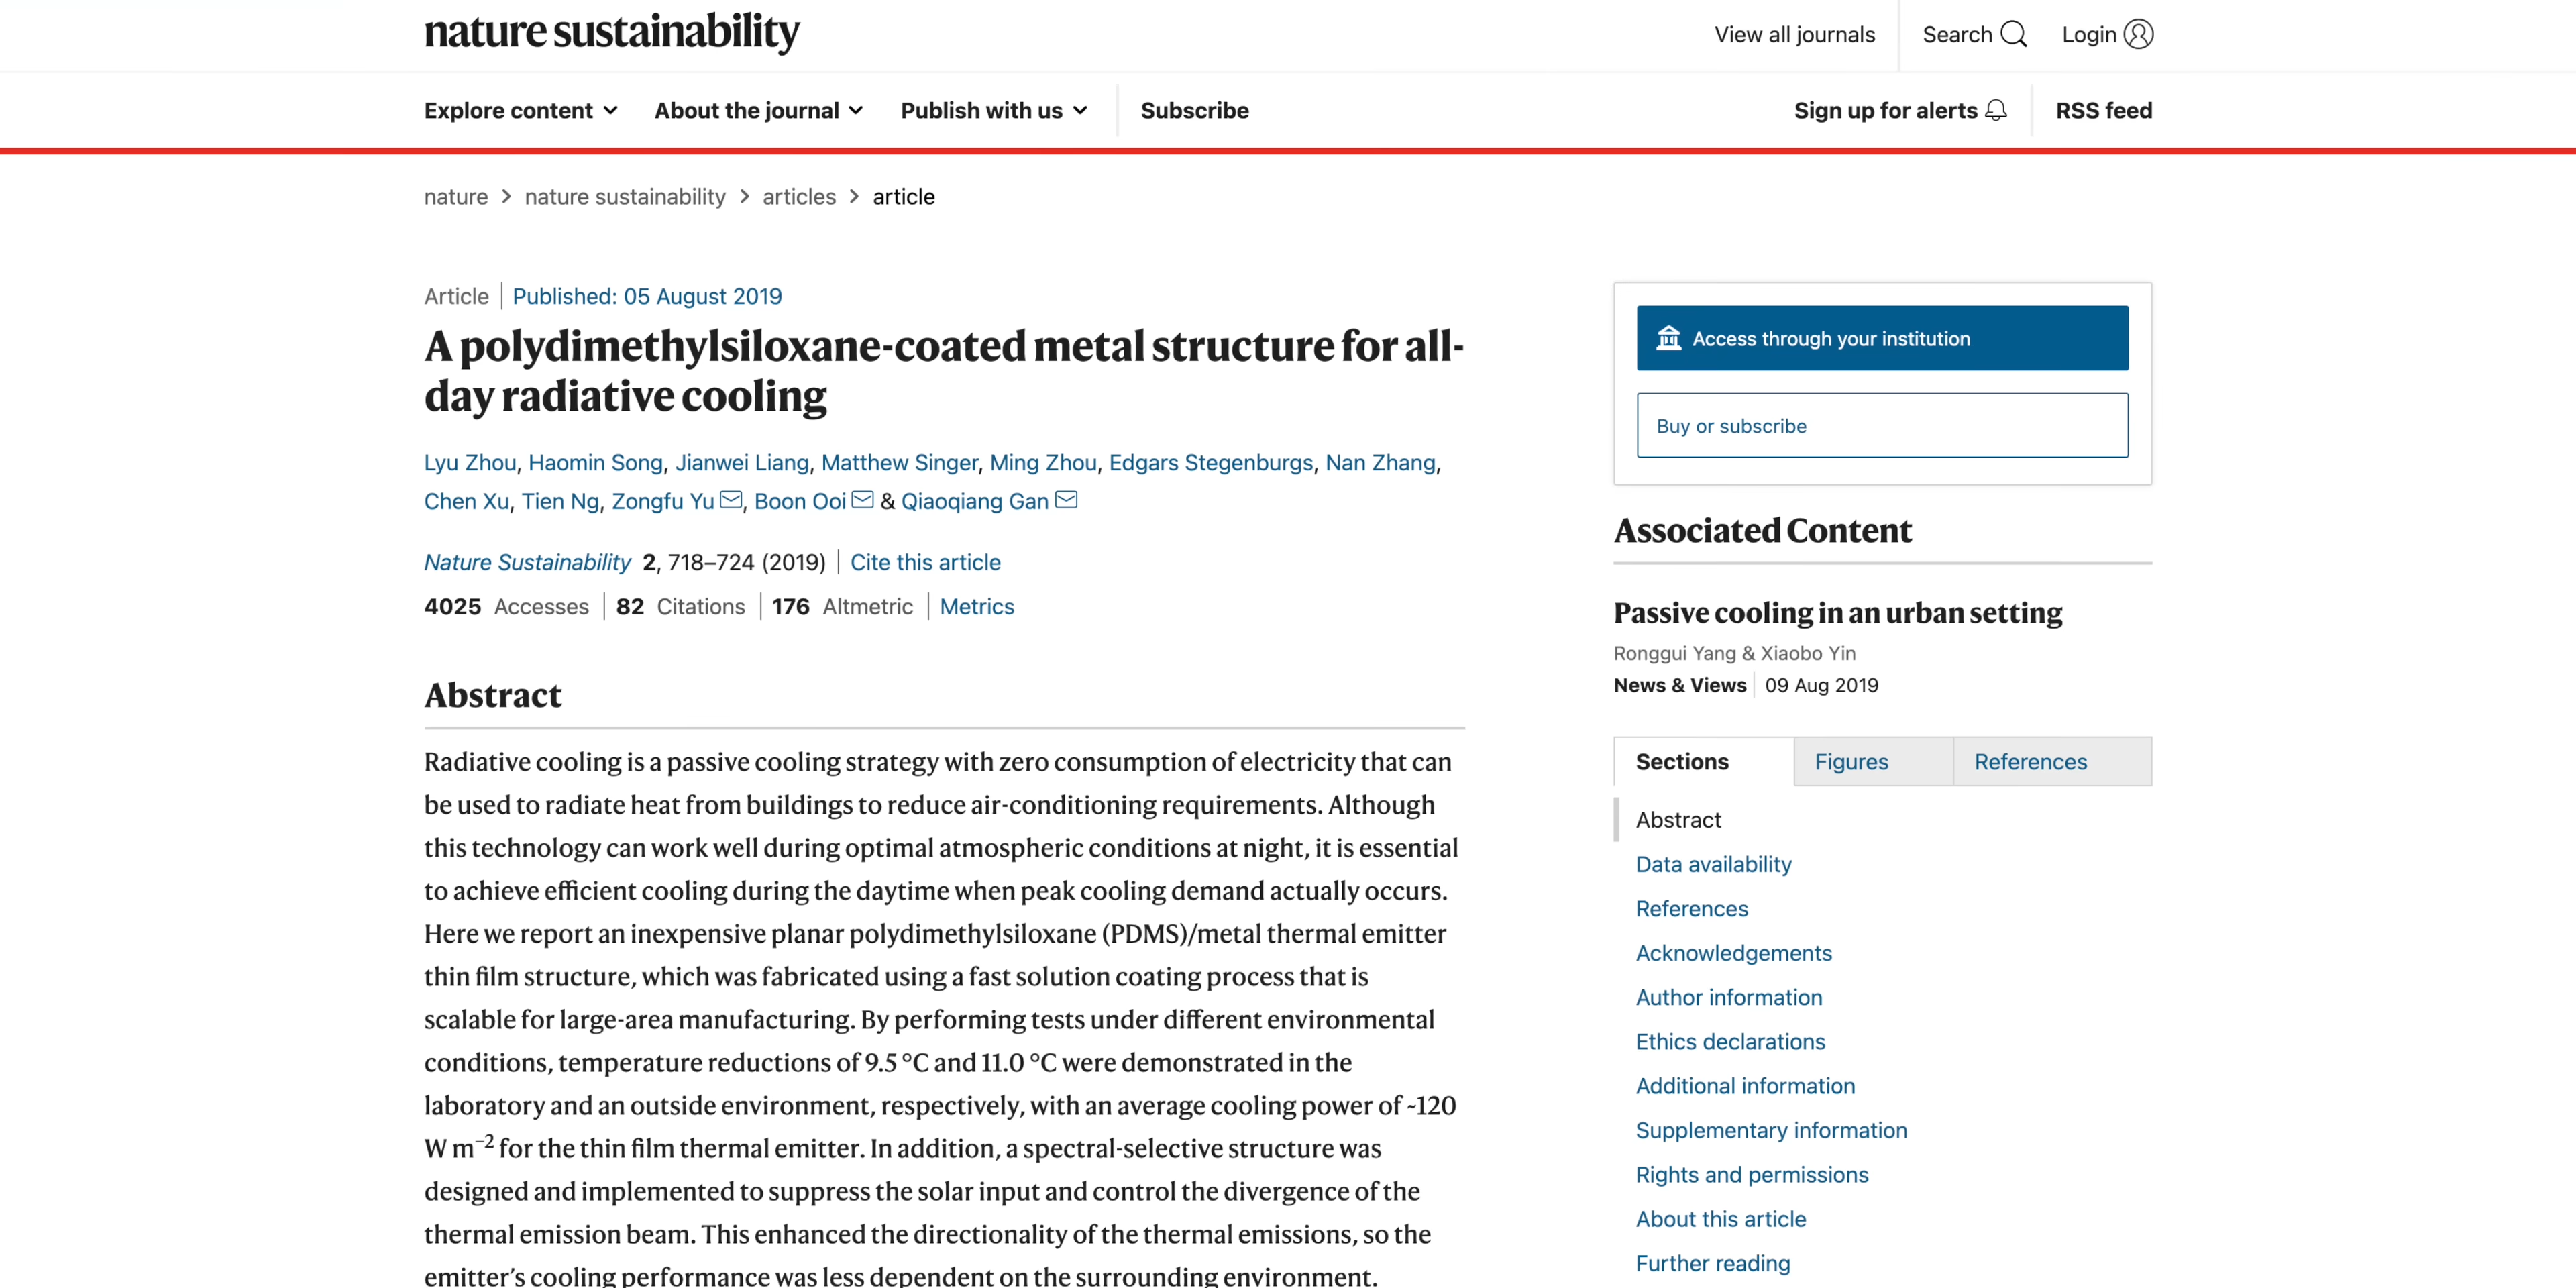 nature sustainability
View all journals
Search
Login
Explore content
About the journal
Publish with us
Subscribe
Sign up for alerts
RSS feed
nature > nature sustainability > articles > article
Article | Published: 05 August 2019
A polydimethylsiloxane-coated metal structure for all-
day radiative cooling
Lyu Zhou, Haomin Song, Jianwei Liang, Matthew Singer, Ming Zhou, Edgars Stegenburgs, Nan Zhang,
Chen Xu, Tien Ng, Zongfu Yu, Boon Ooi & Qiaoqiang Gan
Nature Sustainability 2, 718–724 (2019) | Cite this article
4025 Accesses | 82 Citations | 176 Altmetric | Metrics
Abstract
Radiative cooling is a passive cooling strategy with zero consumption of electricity that can
be used to radiate heat from buildings to reduce air-conditioning requirements. Although
this technology can work well during optimal atmospheric conditions at night, it is essential
to achieve efficient cooling during the daytime when peak cooling demand actually occurs.
Here we report an inexpensive planar polydimethylsiloxane (PDMS)/metal thermal emitter
thin film structure, which was fabricated using a fast solution coating process that is
scalable for large-area manufacturing. By performing tests under different environmental
conditions, temperature reductions of 9.5 °C and 11.0 °C were demonstrated in the
laboratory and an outside environment, respectively, with an average cooling power of ~120
W m⁻² for the thin film thermal emitter. In addition, a spectral-selective structure was
designed and implemented to suppress the solar input and control the divergence of the
thermal emission beam. This enhanced the directionality of the thermal emissions, so the
emitter's cooling performance was less dependent on the surrounding environment.
Access through your institution
Buy or subscribe
Associated Content
Passive cooling in an urban setting
Ronggui Yang & Xiaobo Yin
News & Views | 09 Aug 2019
Sections
Figures
References
Abstract
Data availability
References
Acknowledgements
Author information
Ethics declarations
Additional information
Supplementary information
Rights and permissions
About this article
Further reading